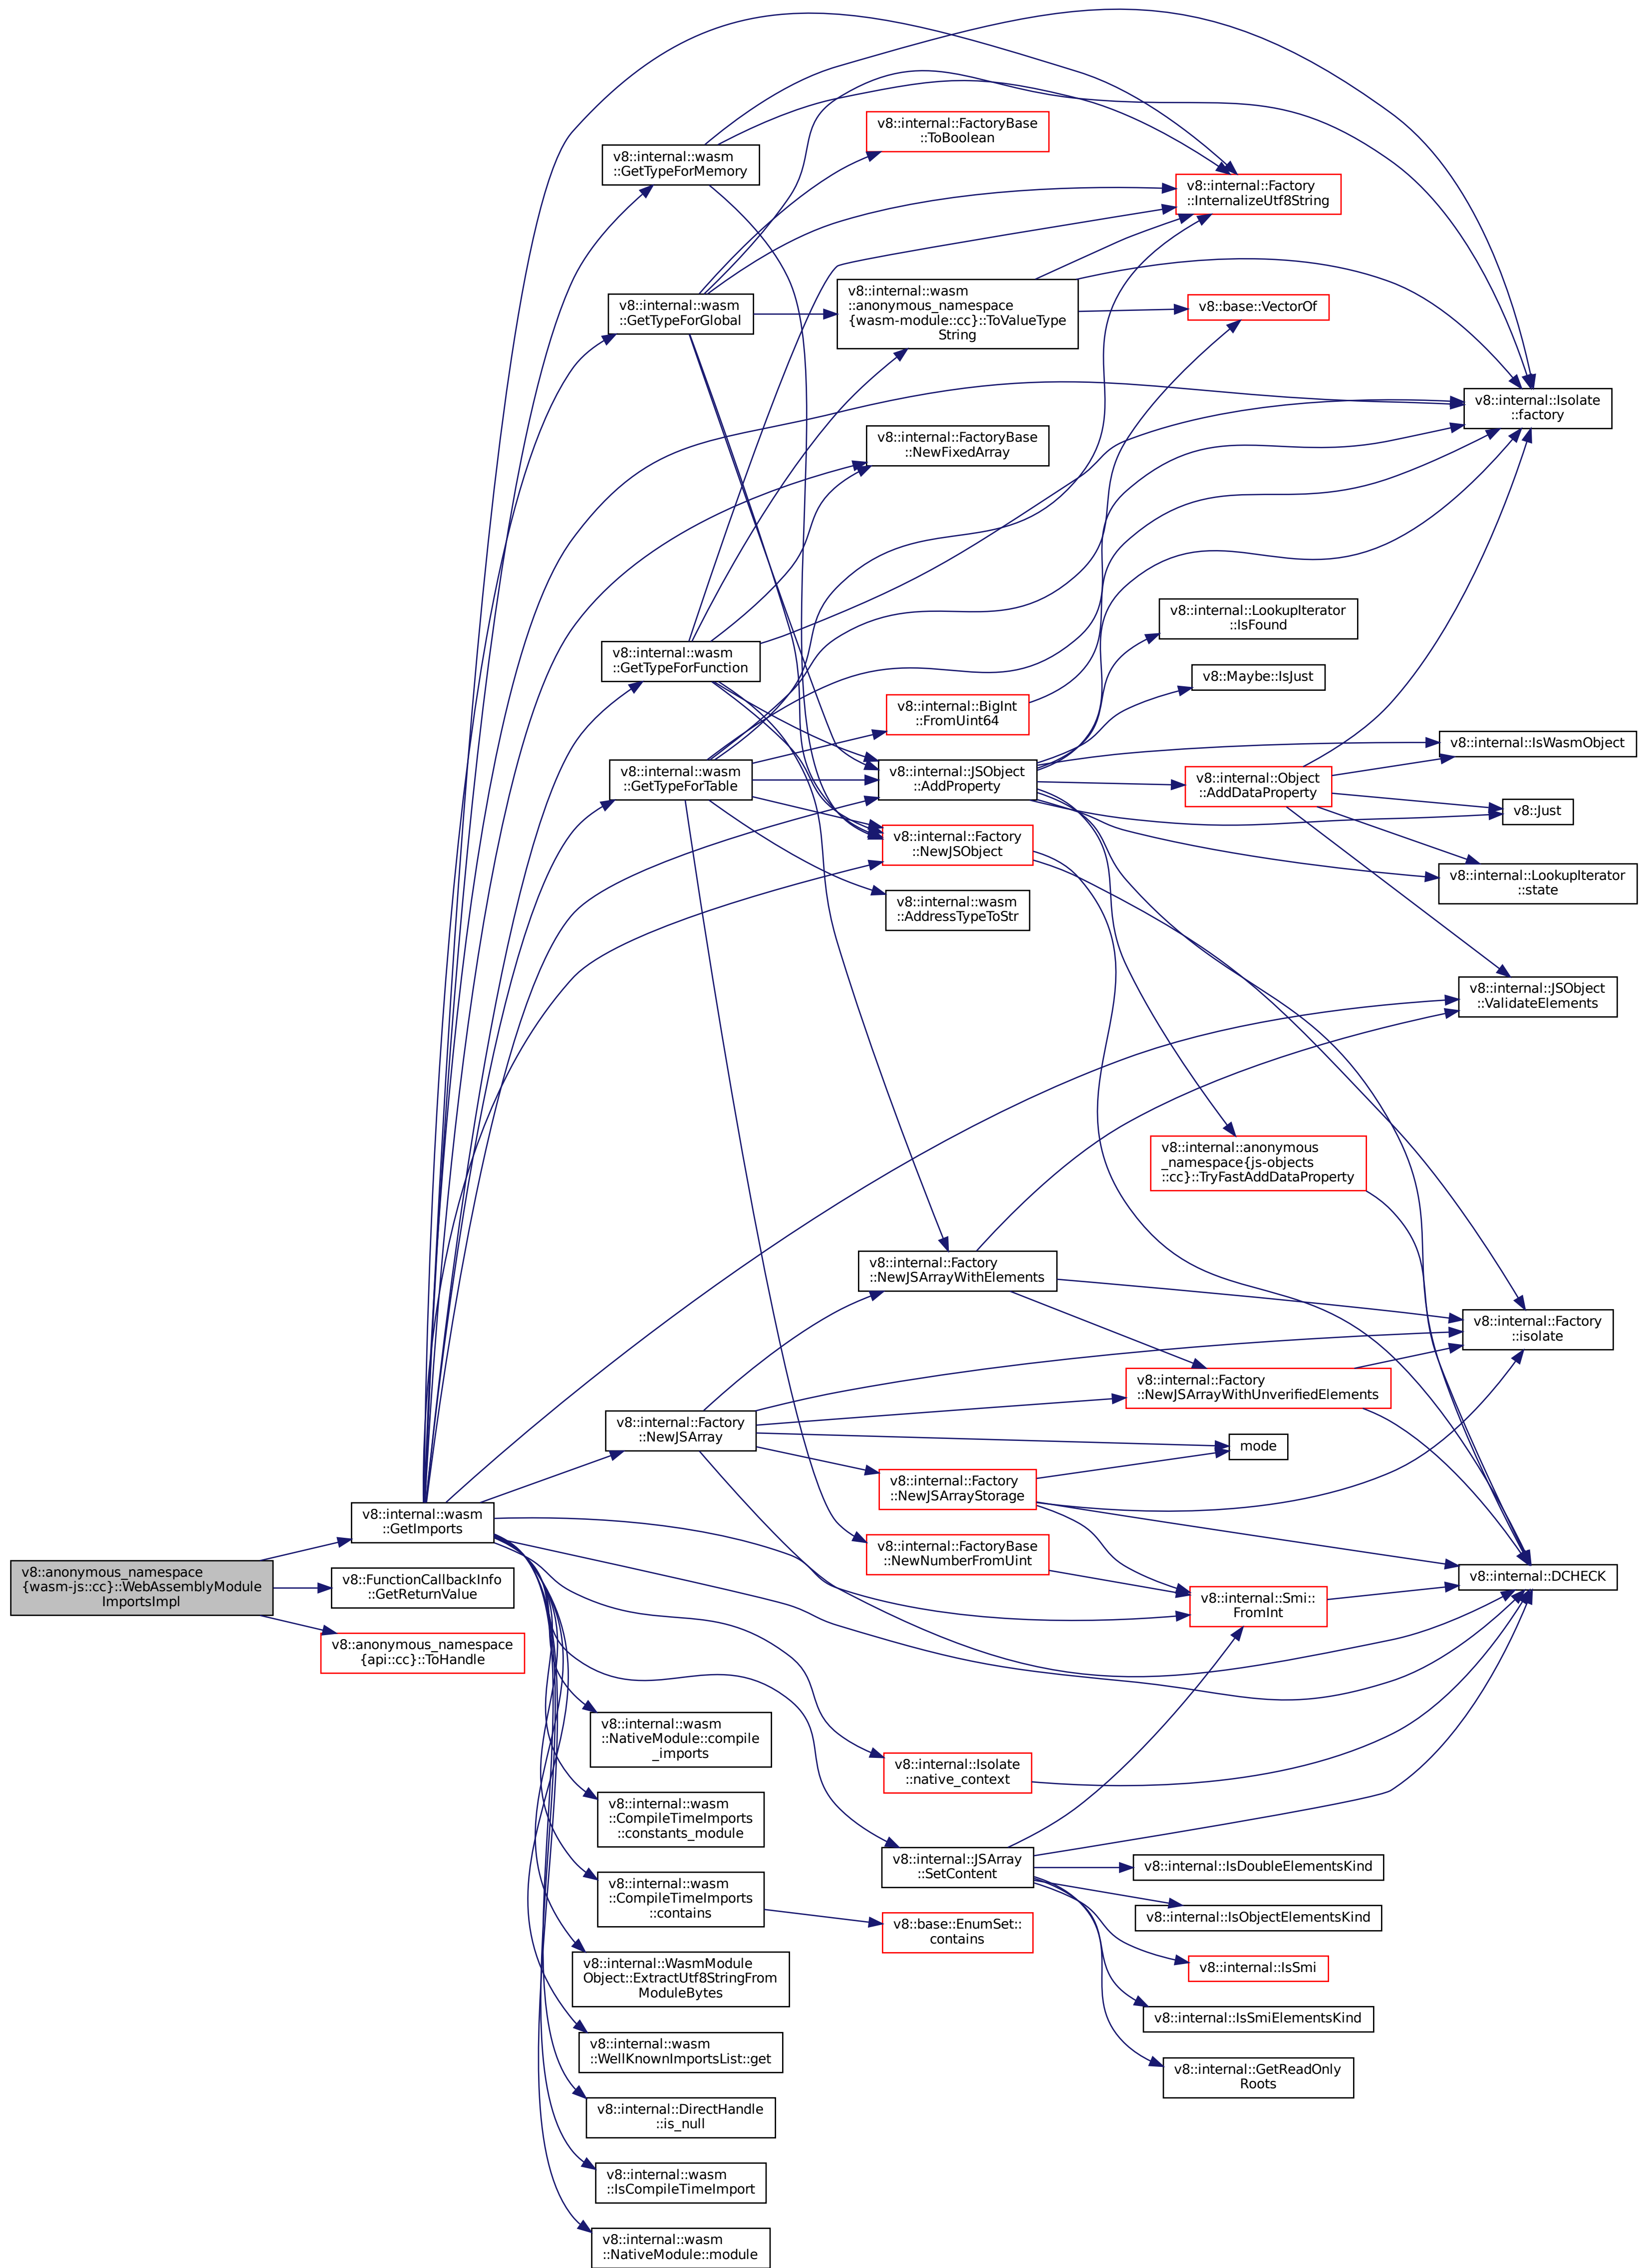 v8::internal::FactoryBase
::ToBoolean
v8::internal::wasm
::GetTypeForMemory
v8::internal::Factory
::InternalizeUtf8String
v8::internal::wasm
::GetTypeForGlobal
v8::internal::wasm
::anonymous_namespace
{wasm-module::cc}::ToValueType
String
v8::base::VectorOf
v8::internal::Isolate
::factory
v8::internal::FactoryBase
::NewFixedArray
v8::internal::LookupIterator
::IsFound
v8::internal::wasm
::GetTypeForFunction
v8::Maybe::IsJust
v8::internal::BigInt
::FromUint64
v8::internal::IsWasmObject
v8::internal::wasm
::GetTypeForTable
v8::internal::JSObject
::AddProperty
v8::internal::Object
::AddDataProperty
v8::Just
v8::internal::Factory
::NewJSObject
v8::internal::LookupIterator
::state
v8::internal::wasm
::AddressTypeToStr
v8::internal::JSObject
::ValidateElements
v8::internal::anonymous
_namespace{js-objects
::cc}::TryFastAddDataProperty
v8::internal::Factory
::NewJSArrayWithElements
v8::internal::Factory
::isolate
v8::internal::Factory
::NewJSArrayWithUnverifiedElements
v8::internal::Factory
::NewJSArray
mode
v8::internal::Factory
::NewJSArrayStorage
v8::internal::wasm
::GetImports
v8::internal::FactoryBase
::NewNumberFromUint
v8::internal::DCHECK
v8::anonymous_namespace
{wasm-js::cc}::WebAssemblyModule
ImportsImpl
v8::FunctionCallbackInfo
::GetReturnValue
v8::internal::Smi::
FromInt
v8::anonymous_namespace
{api::cc}::ToHandle
v8::internal::wasm
::NativeModule::compile
_imports
v8::internal::Isolate
::native_context
v8::internal::wasm
::CompileTimeImports
::constants_module
v8::internal::JSArray
::SetContent
v8::internal::IsDoubleElementsKind
v8::internal::wasm
::CompileTimeImports
::contains
v8::internal::IsObjectElementsKind
v8::base::EnumSet::
contains
v8::internal::WasmModule
Object::ExtractUtf8StringFrom
ModuleBytes
v8::internal::IsSmi
v8::internal::IsSmiElementsKind
v8::internal::wasm
::WellKnownImportsList::get
v8::internal::GetReadOnly
Roots
v8::internal::DirectHandle
::is_null
v8::internal::wasm
::IsCompileTimeImport
v8::internal::wasm
::NativeModule::module